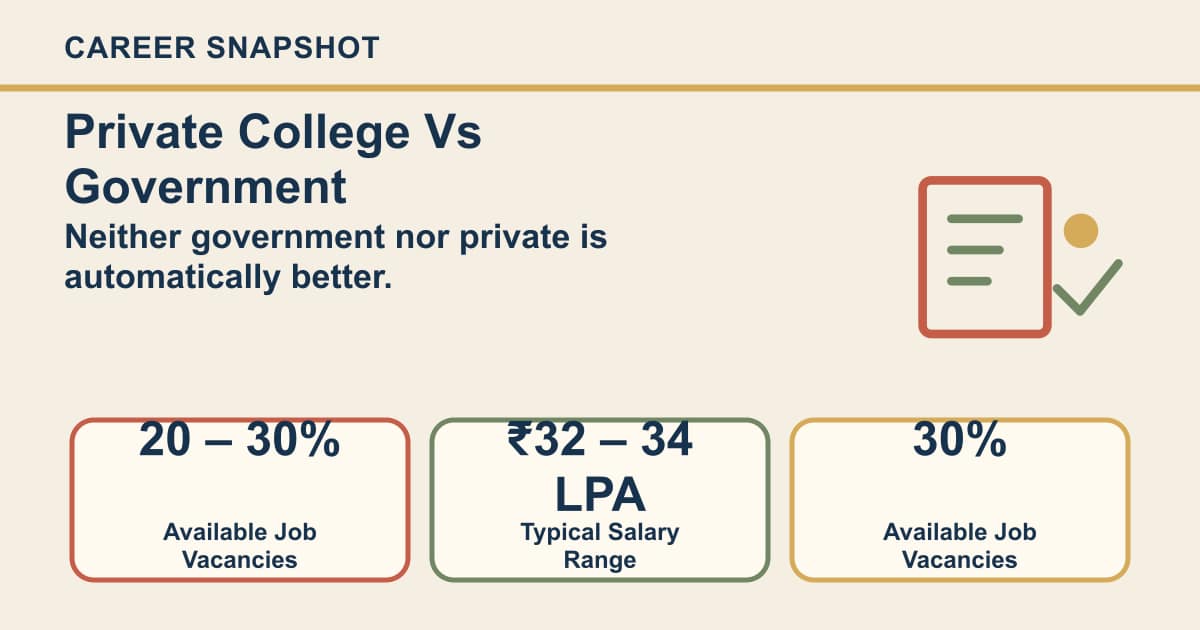 CAREER SNAPSHOT
Private College Vs
Government
Neither government nor private is
automatically better.
20 – 30%
Available Job
Vacancies
₹32 – 34
LPA
Typical Salary
Range
30%
Available Job
Vacancies